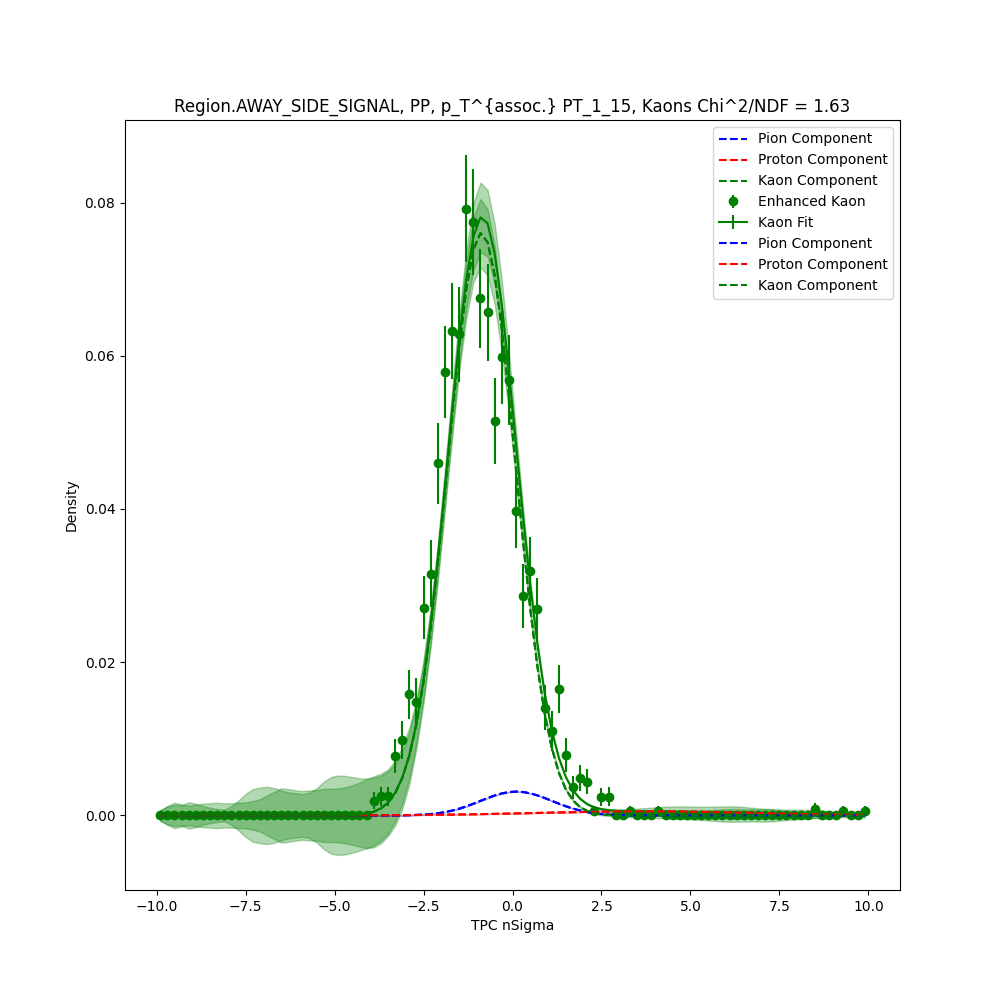 Region.AWAY_SIDE_SIGNAL, PP, p_T^{assoc.} PT_1_15, Kaons Chi^2/NDF = 1.63
Pion Component
Proton Component
Kaon Component
Enhanced Kaon
Kaon Fit
Pion Component
Proton Component
Kaon Component
0.08
0.06
0.04
0.02
0.00
Density
−10.0 −7.5 −5.0 −2.5 0.0 2.5 5.0 7.5 10.0
TPC nSigma